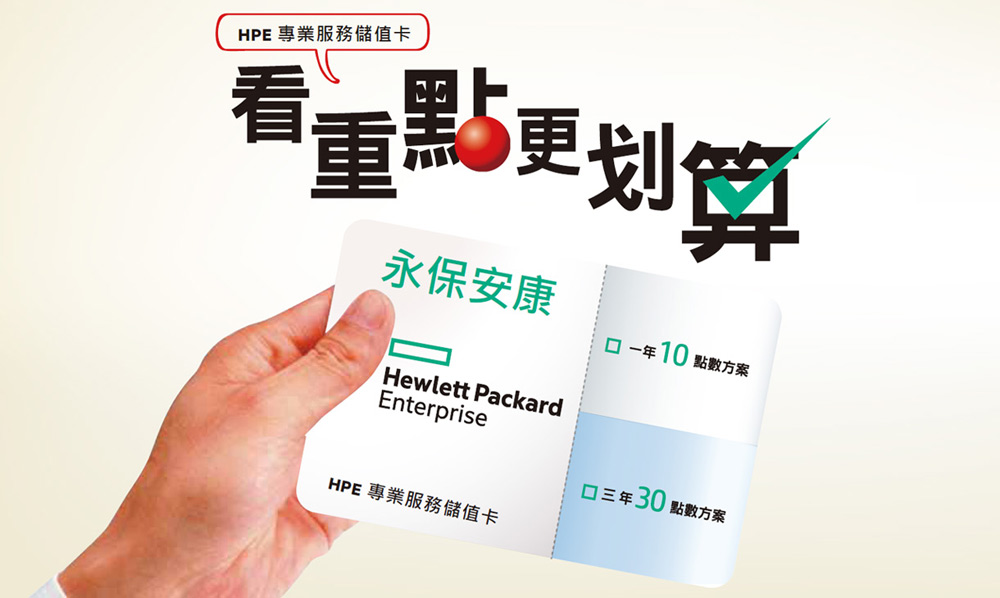 HPE 專業服務儲值卡
看重點更划算
永保安康
Hewlett Packard
Enterprise
HPE 專業服務儲值卡
一年10 點數方案
三年30 點數方案